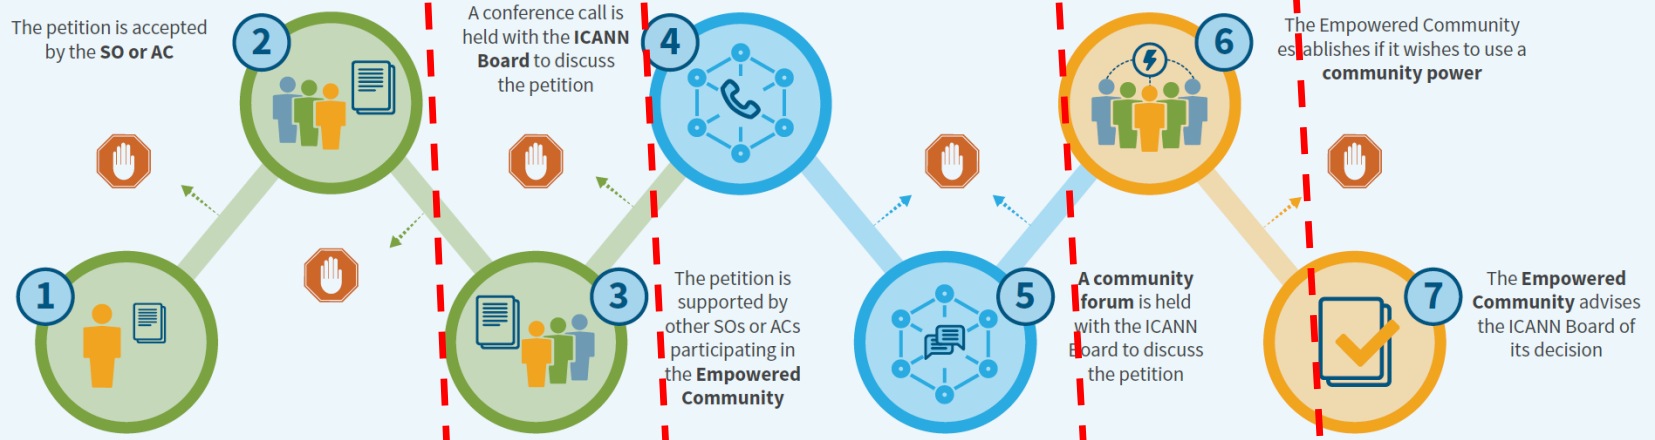 The petition is accepted
by the SO or AC
2
A conference call is
held with the ICANN
Board to discuss
the petition
4
6
The Empowered Community
establishes if it wishes to use a
community power
1
3
The petition is
supported by
other SOs or ACs
participating in
the Empowered
Community
5
A community
forum is held
with the ICANN
Board to discuss
the petition
7
The Empowered
Community advises
the ICANN Board of
its decision